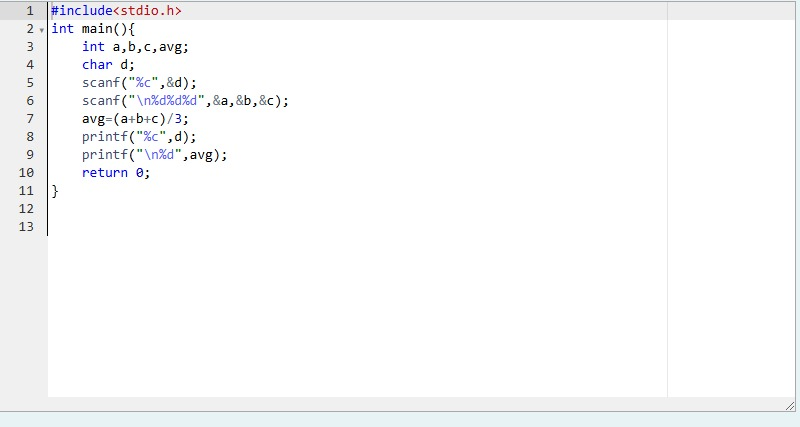 1 #include<stdio.h>
2 int main(){
3 int a,b,c,avg;
4 char d;
5 scanf("%c",&d);
6 scanf("\n%d%d%d",&a,&b,&c);
7 avg=(a+b+c)/3;
8 printf("%c",d);
9 printf("\n%d",avg);
10 return 0;
11 }
12
13